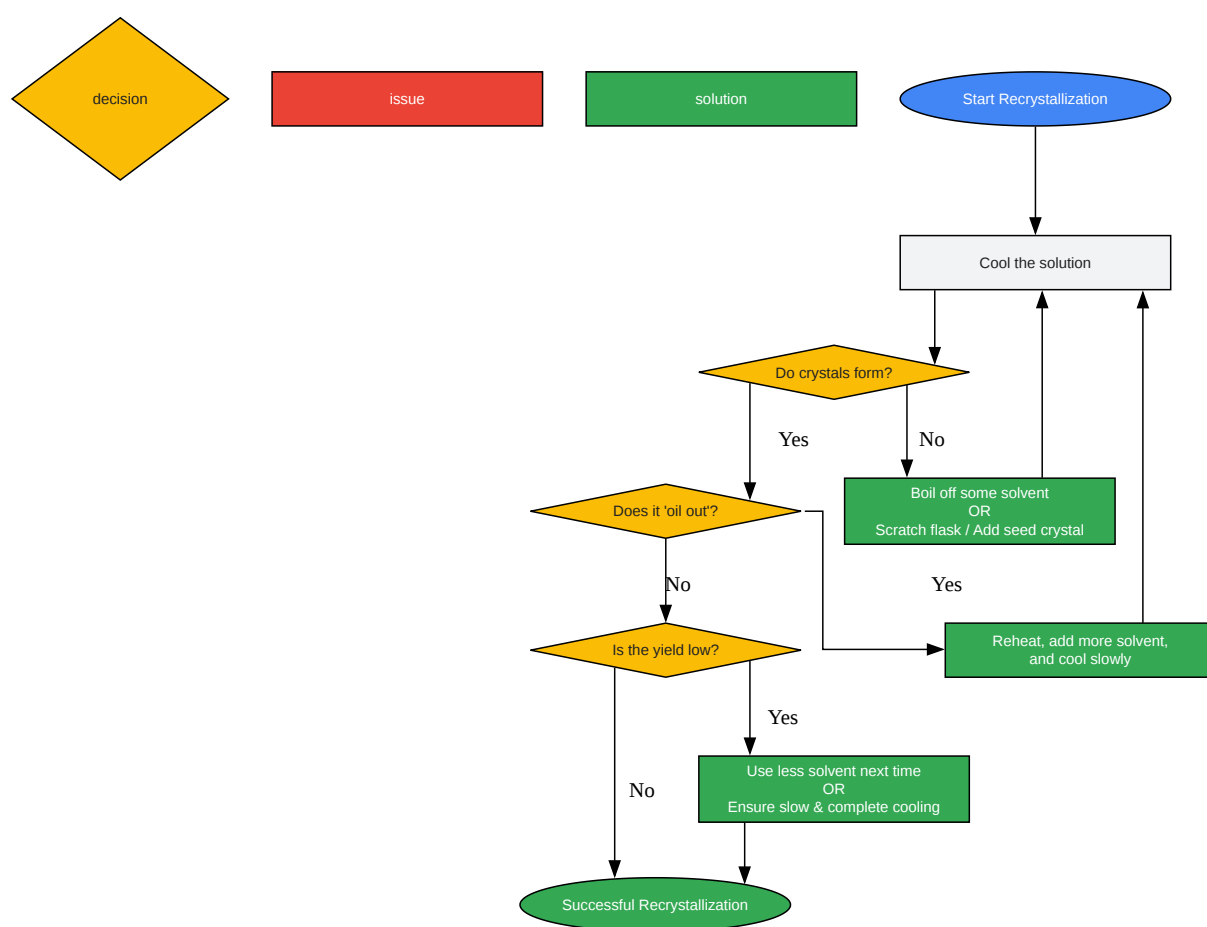 decision
issue
solution
Start Recrystallization
Cool the solution
Do crystals form?
Yes
No
Does it 'oil out'?
Boil off some solvent
OR
Scratch flask / Add seed crystal
No
Yes
Is the yield low?
Reheat, add more solvent,
and cool slowly
Yes
No
Use less solvent next time
OR
Ensure slow & complete cooling
Successful Recrystallization